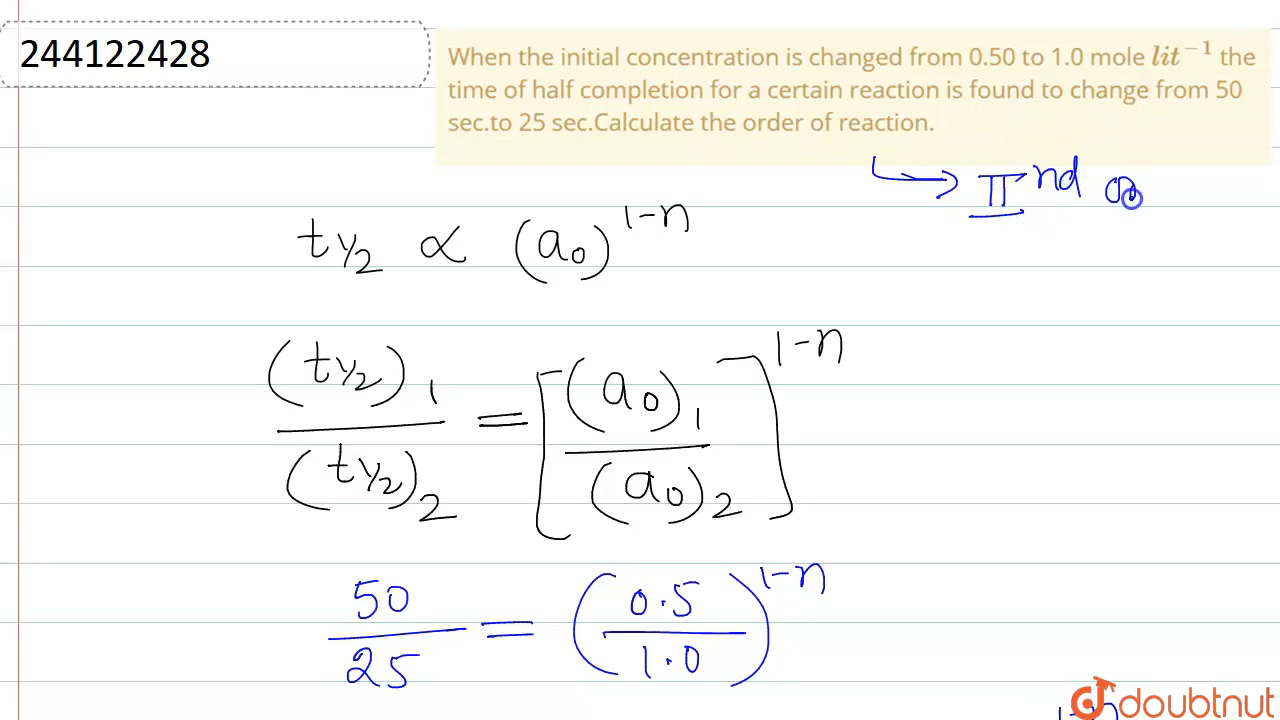 244122428
When the initial concentration is changed from 0.50 to 1.0 mole lit⁻¹ the
time of half completion for a certain reaction is found to change from 50
sec.to 25 sec.Calculate the order of reaction.
↳ IInd
t½ ∝ (a₀)^1-n
(t½)₁ / (t½)₂ = [(a₀)₁ / (a₀)₂]^1-n
50 / 25 = (0.5 / 1.0)^1-n
1-n
doubtnut